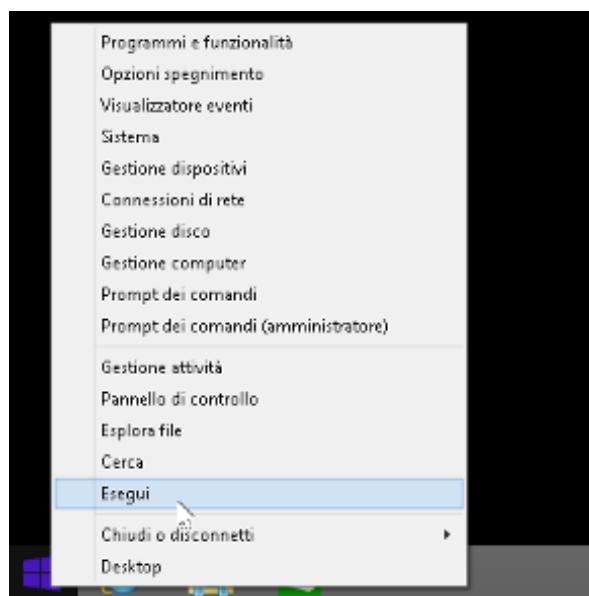 Programmi e funzionalità
Opzioni spegnimento
Visualizzatore eventi
Sistema
Gestione dispositivi
Connessioni di rete
Gestione disco
Gestione computer
Prompt dei comandi
Prompt dei comandi (amministratore)
Gestione attività
Pannello di controllo
Esplora file
Cerca
Esegui
Chiudi o disconnetti
Desktop